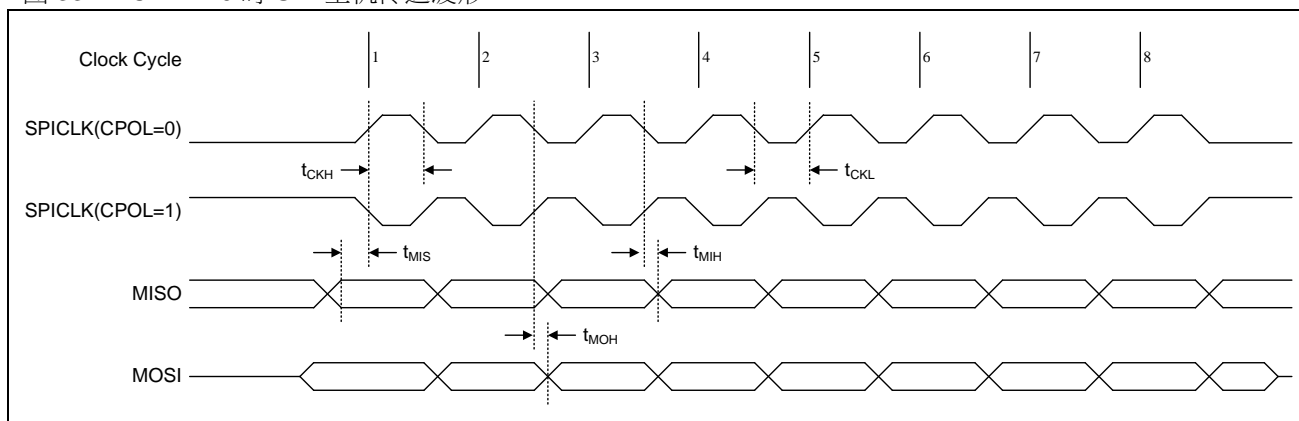 Clock Cycle 1 2 3 4 5 6 7 8
SPICLK(CPOL=0)
tCKH tCKL
SPICLK(CPOL=1)
tMIS tMIH
MISO
tMOH
MOSI